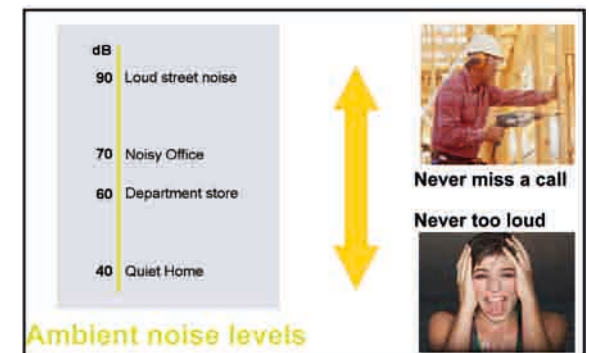 dB
90 Loud street noise
70 Noisy Office
60 Department store
40 Quiet Home
Ambient noise levels
Never miss a call
Never too loud